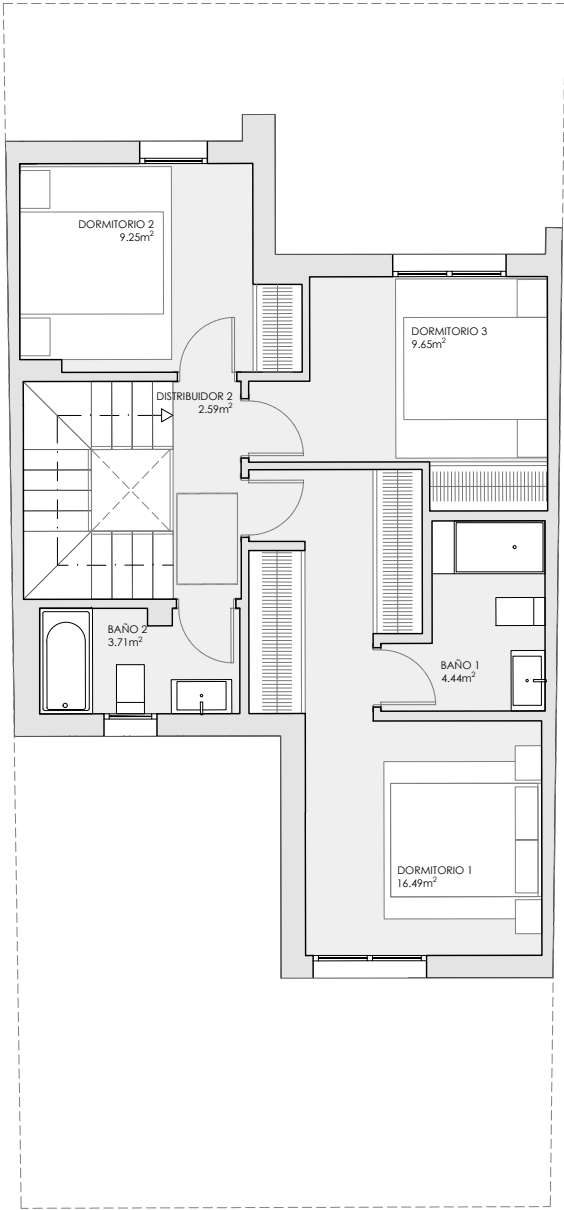 DORMITORIO 2
9.25m²
DORMITORIO 3
9.65m²
DISTRIBUIDOR 2
2.59m²
BAÑO 2
3.71m²
BAÑO 1
4.44m²
DORMITORIO 1
16.49m²